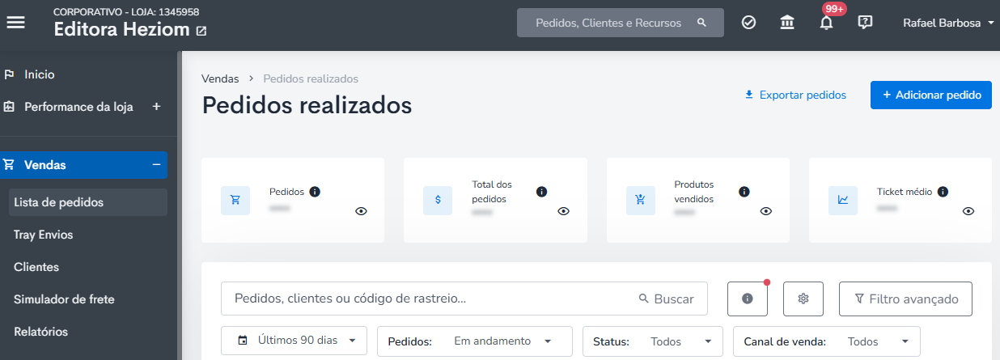 CORPORATIVO - LOJA: 1345958
Editora Heziom
Pedidos, Clientes e Recursos
99+
Rafael Barbosa
Inicio
Performance da loja
Vendas
Lista de pedidos
Tray Envios
Clientes
Simulador de frete
Relatórios
Vendas > Pedidos realizados
Pedidos realizados
Exportar pedidos
+ Adicionar pedido
Pedidos
Total dos
pedidos
Produtos
vendidos
Ticket médio
Pedidos, clientes ou código de rastreio...
Buscar
Filtro avançado
Últimos 90 dias
Pedidos: Em andamento
Status: Todos
Canal de venda: Todos